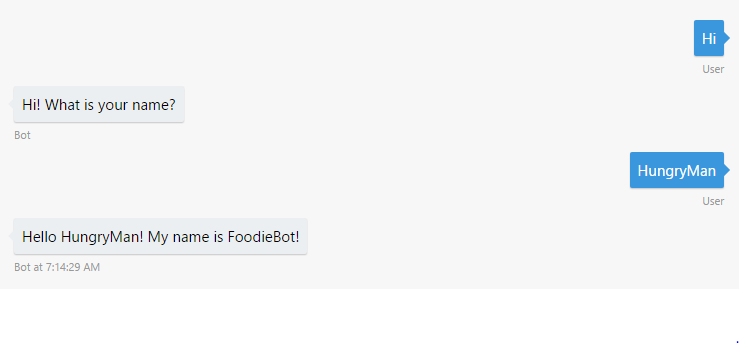 Hi
User
Hi! What is your name?
Bot
HungryMan
User
Hello HungryMan! My name is FoodieBot!
Bot at 7:14:29 AM